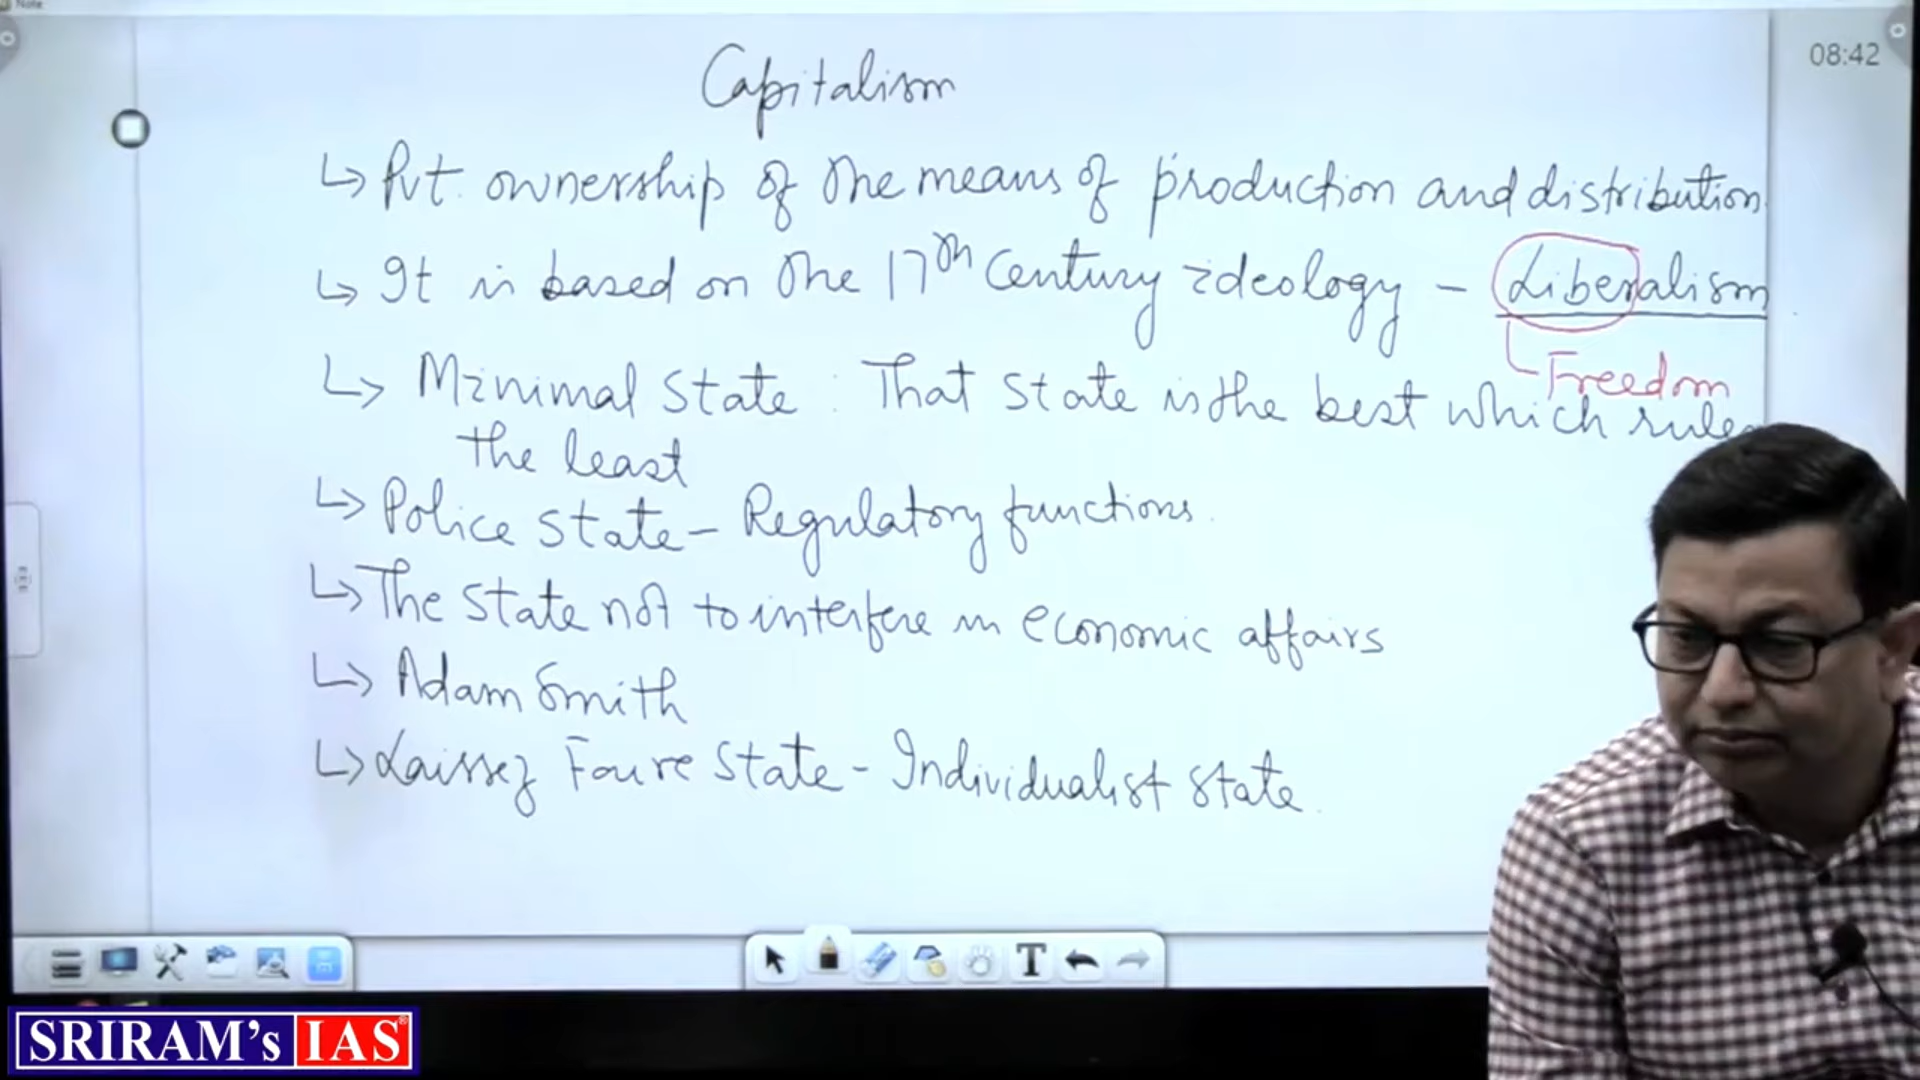 Note
08:42
Capitalism
↳ Pvt. ownership of the means of production and distribution.
↳ It is based on the 17th Century ideology - Liberalism
Freedom
↳ Minimal State : That State is the best which rules
the least
↳ Police State - Regulatory functions.
↳ The State not to interfere in economic affairs
↳ Adam Smith
↳ Laissez Faire State - Individualist State.
T
SRIRAM's IAS